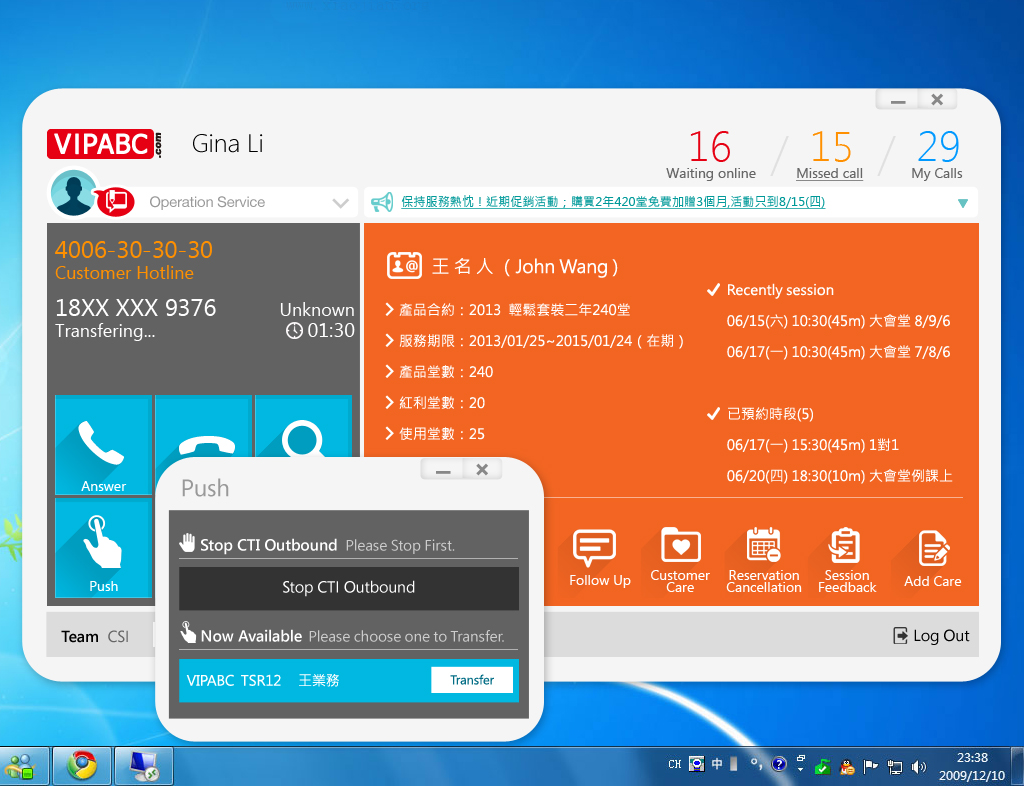 VIPABC.com
Gina Li
16
Waiting online
15
Missed call
29
My Calls
Operation Service
保持服務熱忱！近期促銷活動；購買2年420堂免費加贈3個月,活動只到8/15(四)
4006-30-30-30
Customer Hotline
18XX XXX 9376
Unknown
Transfering...
01:30
Answer
Push
王名人 ( John Wang )
產品合約：2013 輕鬆套裝二年240堂
服務期限：2013/01/25~2015/01/24 ( 在期 )
產品堂數：240
紅利堂數：20
使用堂數：25
Recently session
06/15(六) 10:30(45m) 大會堂 8/9/6
06/17(一) 10:30(45m) 大會堂 7/8/6
已預約時段(5)
06/17(一) 15:30(45m) 1對1
06/20(四) 18:30(10m) 大會堂例課上
Follow Up
Customer
Care
Reservation
Cancellation
Session
Feedback
Add Care
Team CSI
Log Out
Push
Stop CTI Outbound Please Stop First.
Stop CTI Outbound
Now Available Please choose one to Transfer.
VIPABC TSR12 王業務
Transfer
CH
中
23:38
2009/12/10